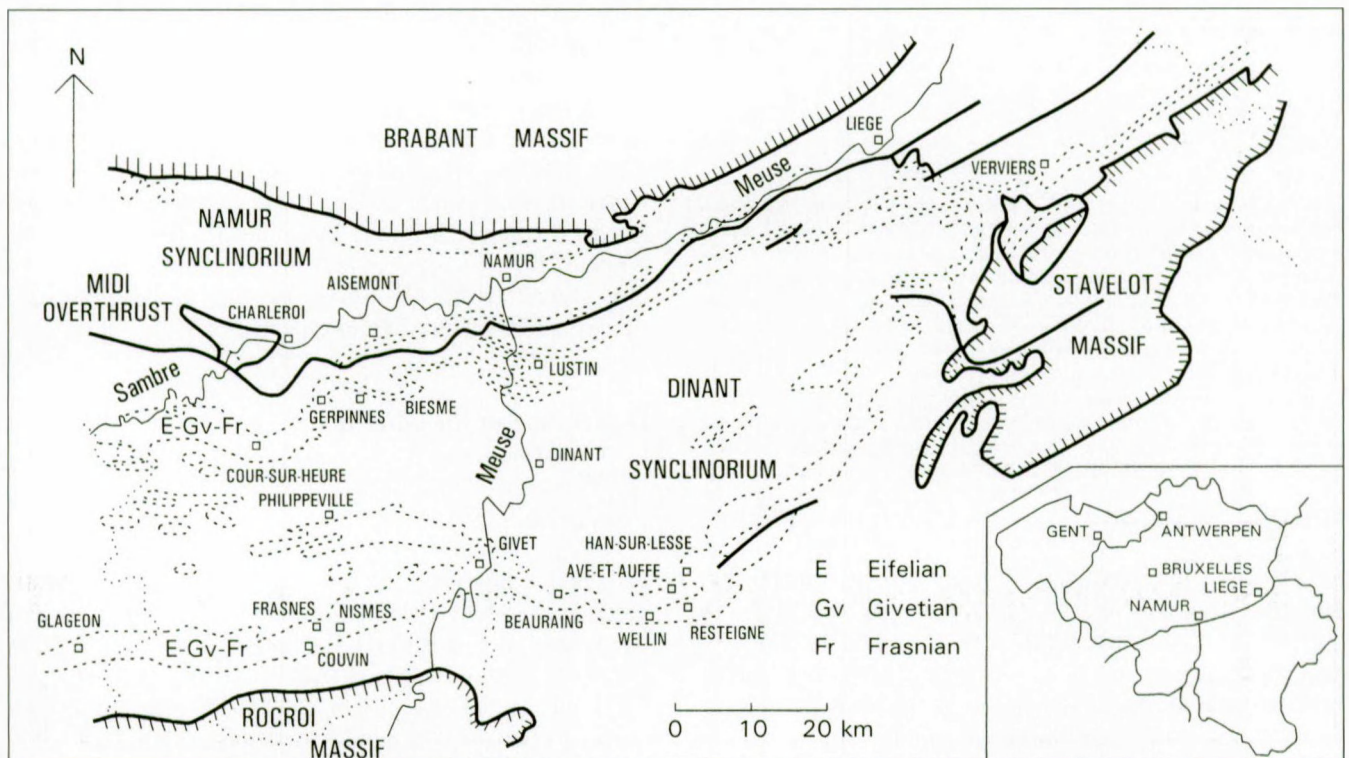 N
BRABANT MASSIF
LIEGE
Meuse
VERVIERS
NAMUR
SYNCLINORIUM
NAMUR
AISEMONT
MIDI
OVERTHRUST
CHARLEROI
STAVELOT
MASSIF
Sambre
LUSTIN
DINANT
SYNCLINORIUM
GERPINNES
BIESME
E-Gv-Fr
Meuse
DINANT
COUR-SUR-HEURE
PHILIPPEVILLE
GIVET
HAN-SUR-LESSE
AVE-ET-AUFFE
FRASNES
NISMES
GLAGEON
E-Gv-Fr
COUVIN
BEAURAING
WELLIN
RESTEIGNE
ROCROI
MASSIF
E Eifelian
Gv Givetian
Fr Frasnian
0 10 20 km
GENT
ANTWERPEN
BRUXELLES
LIEGE
NAMUR